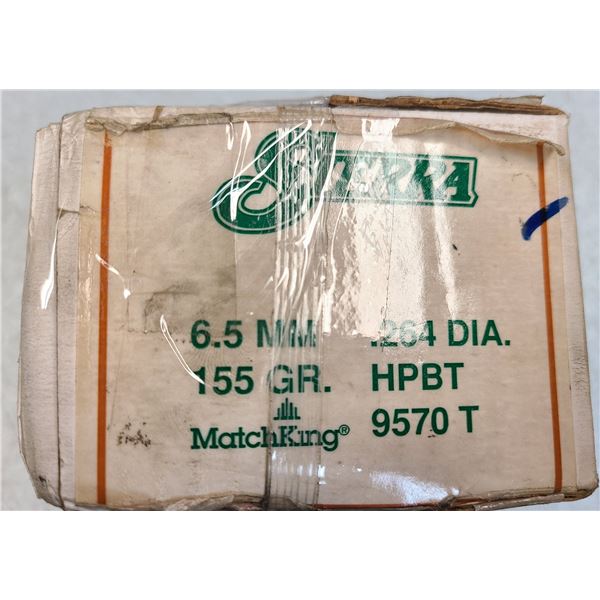 SIERRA
6.5 MM .264 DIA.
155 GR. HPBT
MatchKing® 9570 T